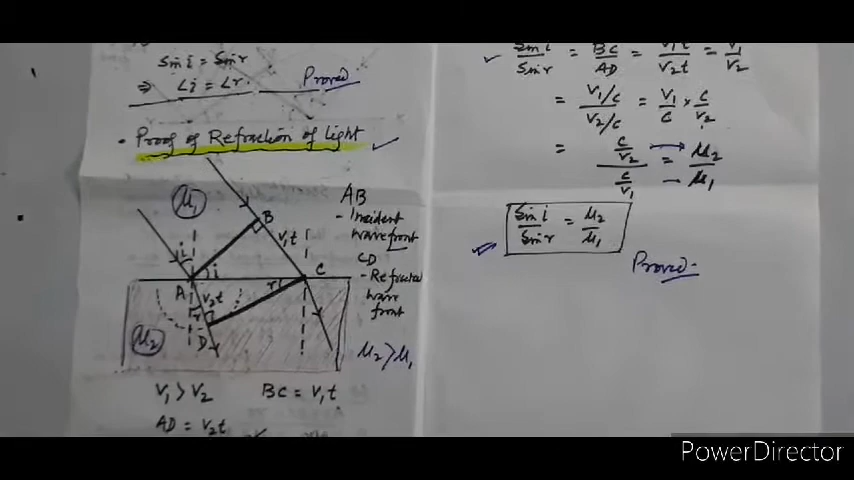 Sin i = Sin r
⇒ ∠i = ∠r. Proved
• Proof of Refraction of light
μ₁
B
v₁t
i
i
A
C
r
v₂t
r
D
μ₂
AB
- Incident
wavefront
CD
- Refracted
wave
front
μ₂ > μ₁
v₁ > v₂ BC = v₁t
AD = v₂t
Sin i / Sin r = BC / AD = v₁t / v₂t = v₁ / v₂
= v₁/c / v₂/c = v₁ / c × c / v₂
= c / v₂ / c / v₁ = μ₂ / μ₁
Sin i / Sin r = μ₂ / μ₁
Proved.
PowerDirector